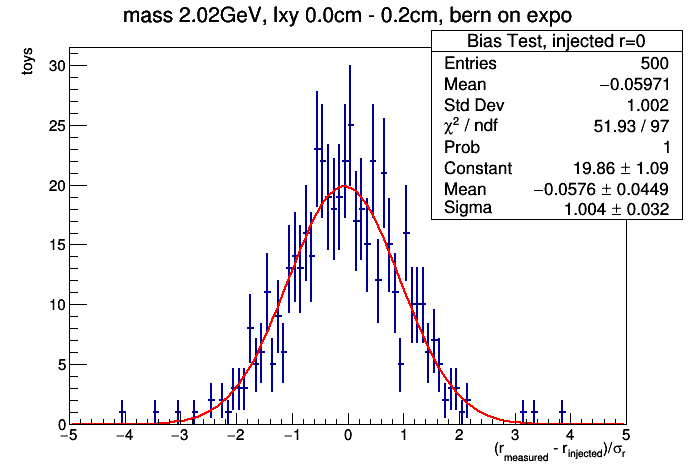 mass 2.02GeV, lxy 0.0cm - 0.2cm, bern on expo
Bias Test, injected r=0
Entries 500
Mean −0.05971
Std Dev 1.002
χ² / ndf 51.93 / 97
Prob 1
Constant 19.86 ± 1.09
Mean −0.0576 ± 0.0449
Sigma 1.004 ± 0.032
toys
30
25
20
15
10
5
0
−5 −4 −3 −2 −1 0 1 2 3 4 5
(r_measured - r_injected)/σ_r